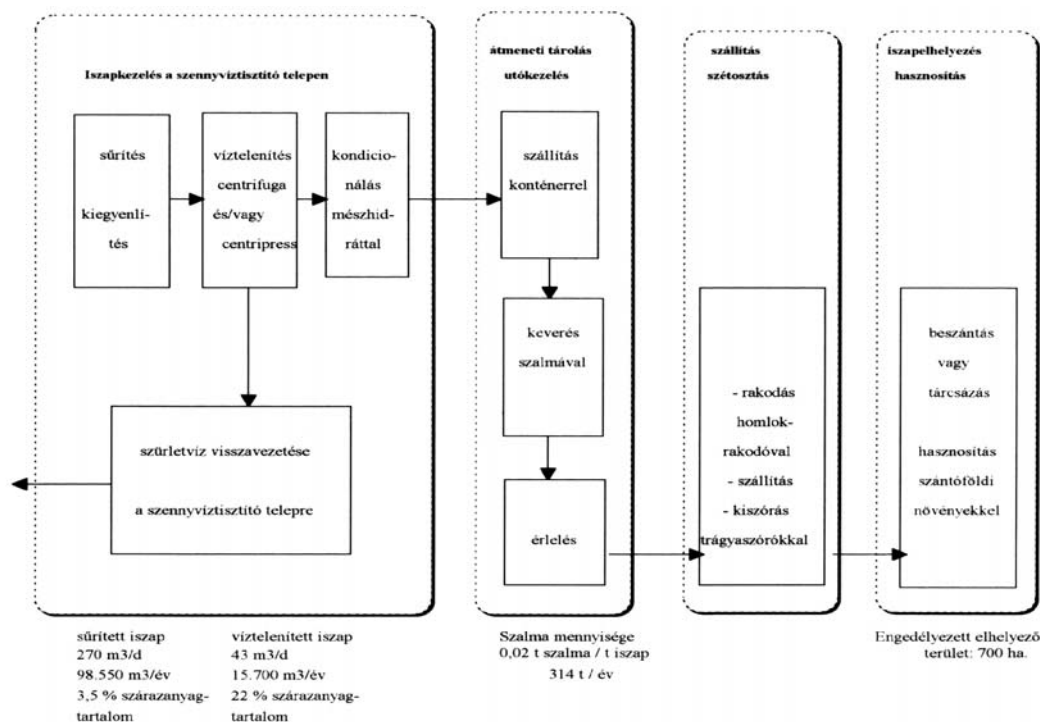 Iszapkezelés a szennyvíztisztító telepen
sűrítés
kiegyenlí-
tés
víztelenítés
centrifuga
és/vagy
centripress
kondício-
nálás
mészhid-
ráttal
szűrletvíz visszavezetése
a szennyvíztisztító telepre
átmeneti tárolás
utókezelés
szállítás
konténerrel
keverés
szalmával
érlelés
szállítás
szétosztás
- rakodás
homlok-
rakodóval
- szállítás
- kiszórás
trágyaszórókkal
iszapelhelyezés
hasznosítás
beszántás
vagy
tárcsázás
hasznosítás
szántóföldi
növényekkel
sűrített iszap
270 m3/d
98.550 m3/év
3,5 % szárazanyag-
tartalom
víztelenített iszap
43 m3/d
15.700 m3/év
22 % szárazanyag-
tartalom
Szalma mennyisége
0,02 t szalma / t iszap
314 t / év
Engedélyezett elhelyező
terület: 700 ha.